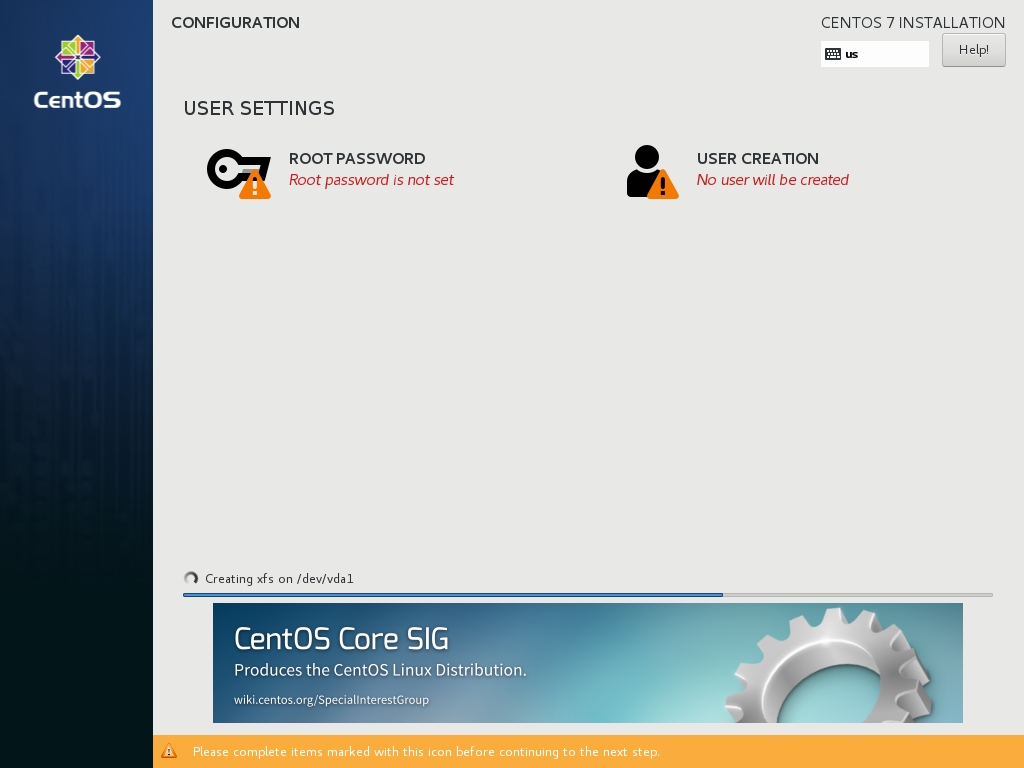 CentOS
CONFIGURATION
CENTOS 7 INSTALLATION
us
Help!
USER SETTINGS
ROOT PASSWORD
Root password is not set
USER CREATION
No user will be created
Creating xfs on /dev/vda1
CentOS Core SIG
Produces the CentOS Linux Distribution.
wiki.centos.org/SpecialInterestGroup
Please complete items marked with this icon before continuing to the next step.